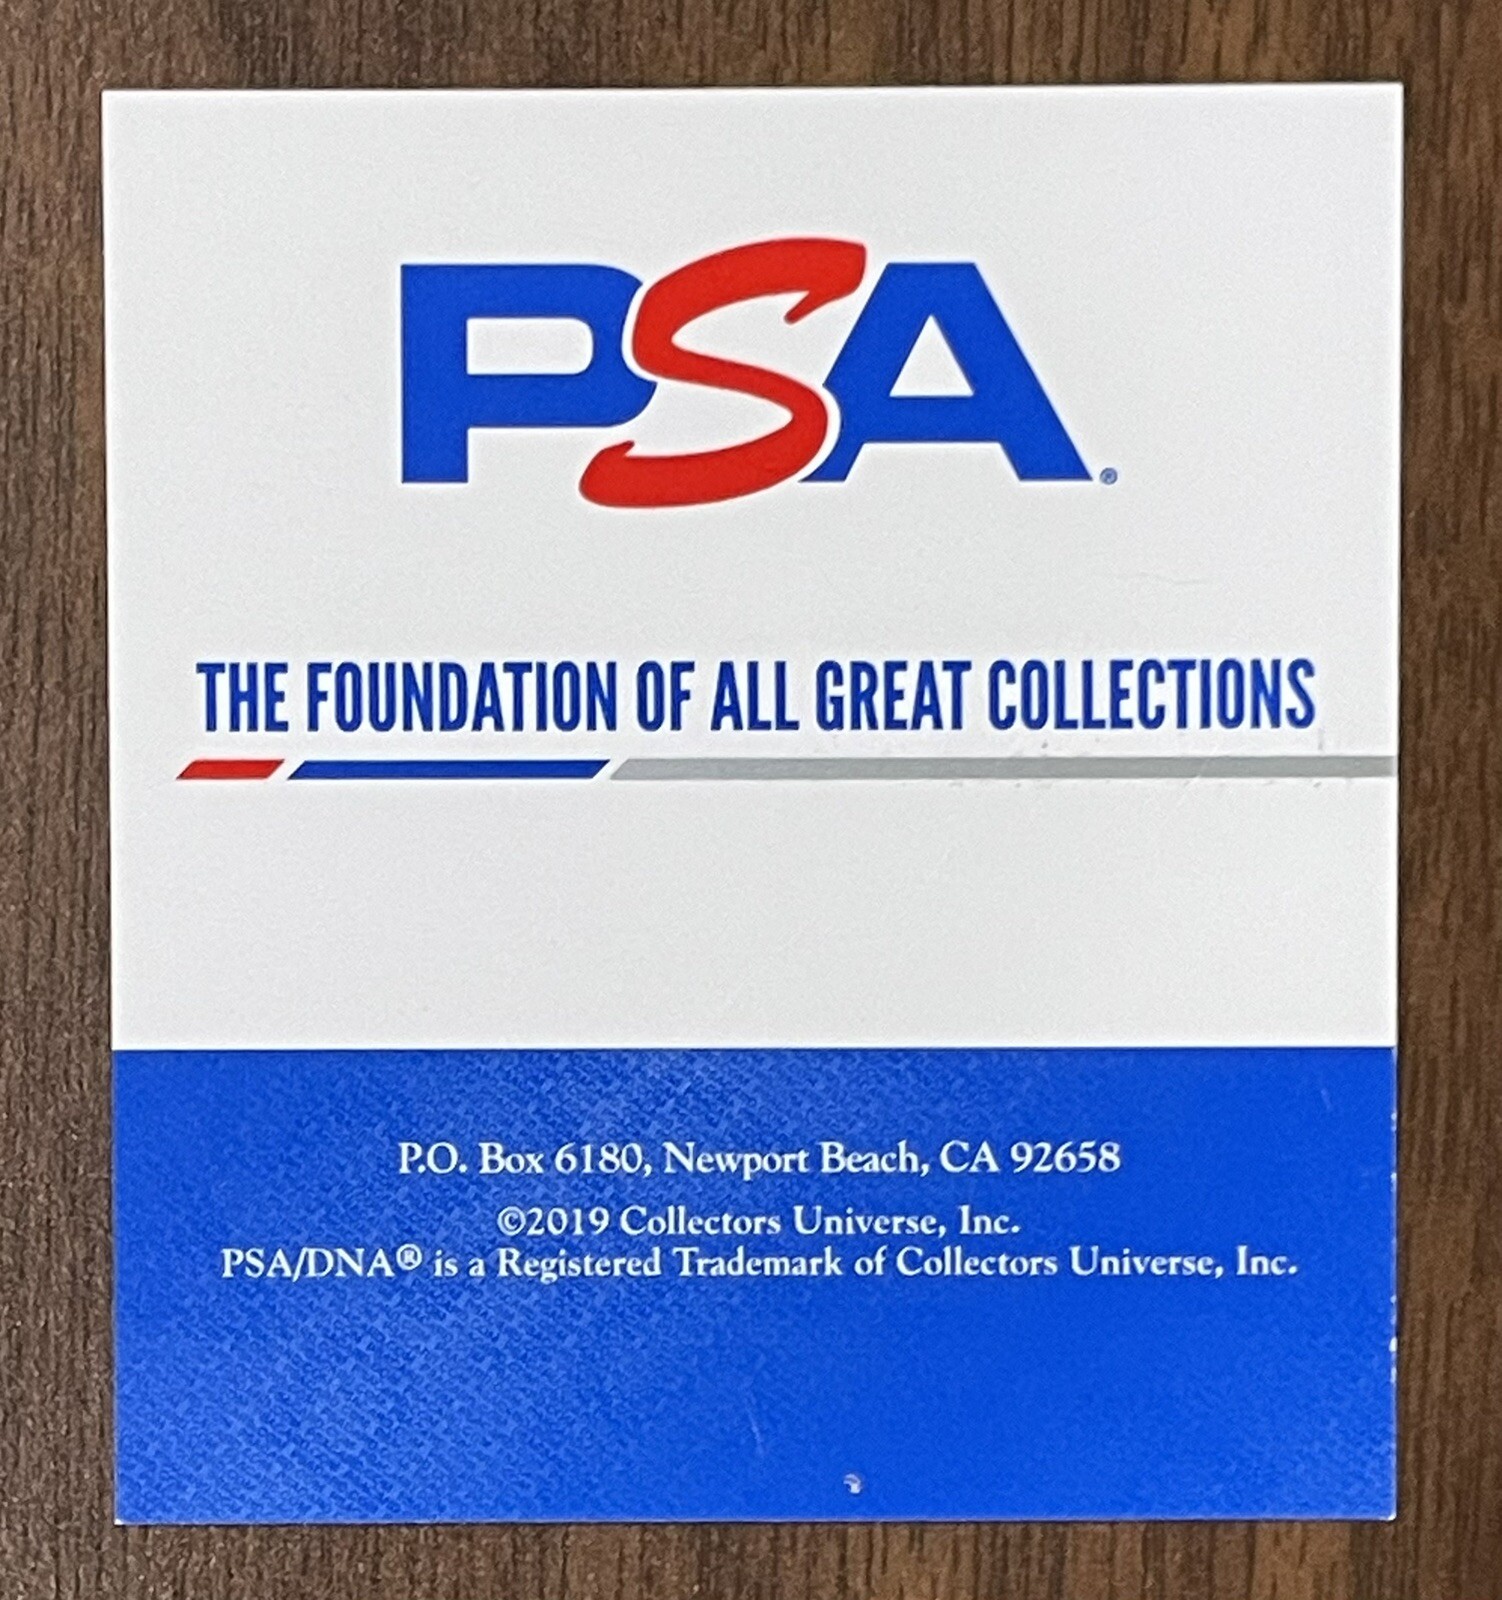 PSA®
THE FOUNDATION OF ALL GREAT COLLECTIONS
P.O. Box 6180, Newport Beach, CA 92658
©2019 Collectors Universe, Inc.
PSA/DNA® is a Registered Trademark of Collectors Universe, Inc.